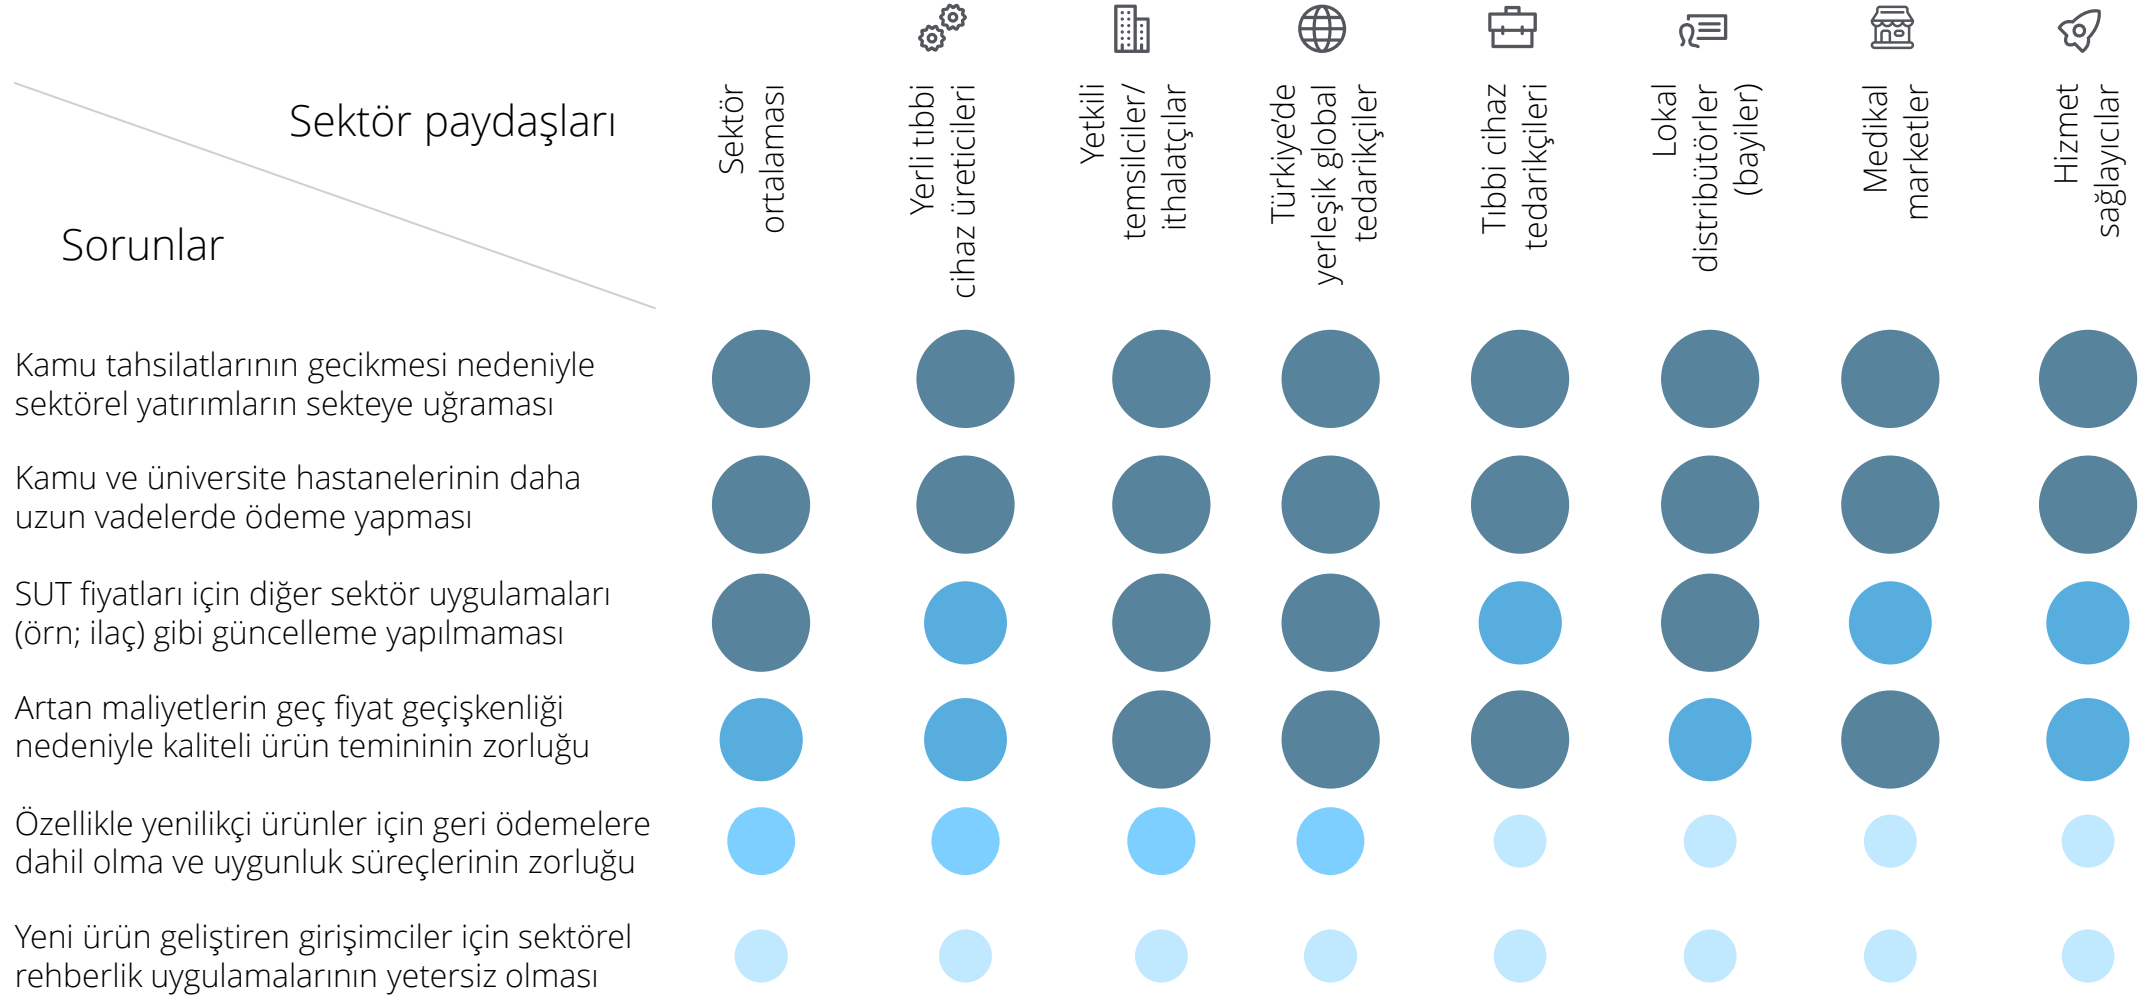 Sektör paydaşları
Sorunlar
Sektör
ortalaması
Yerli tıbbi
cihaz üreticileri
Yetkili
temsilciler/
ithalatçılar
Türkiye’de
yerleşik global
tedarikçiler
Tıbbi cihaz
tedarikçileri
Lokal
distribütörler
(bayiler)
Medikal
marketler
Hizmet
sağlayıcılar
Kamu tahsilatlarının gecikmesi nedeniyle
sektörel yatırımların sekteye uğraması
Kamu ve üniversite hastanelerinin daha
uzun vadelerde ödeme yapması
SUT fiyatları için diğer sektör uygulamaları
(örn; ilaç) gibi güncelleme yapılmaması
Artan maliyetlerin geç fiyat geçişkenliği
nedeniyle kaliteli ürün temininin zorluğu
Özellikle yenilikçi ürünler için geri ödemelere
dahil olma ve uygunluk süreçlerinin zorluğu
Yeni ürün geliştiren girişimciler için sektörel
rehberlik uygulamalarının yetersiz olması